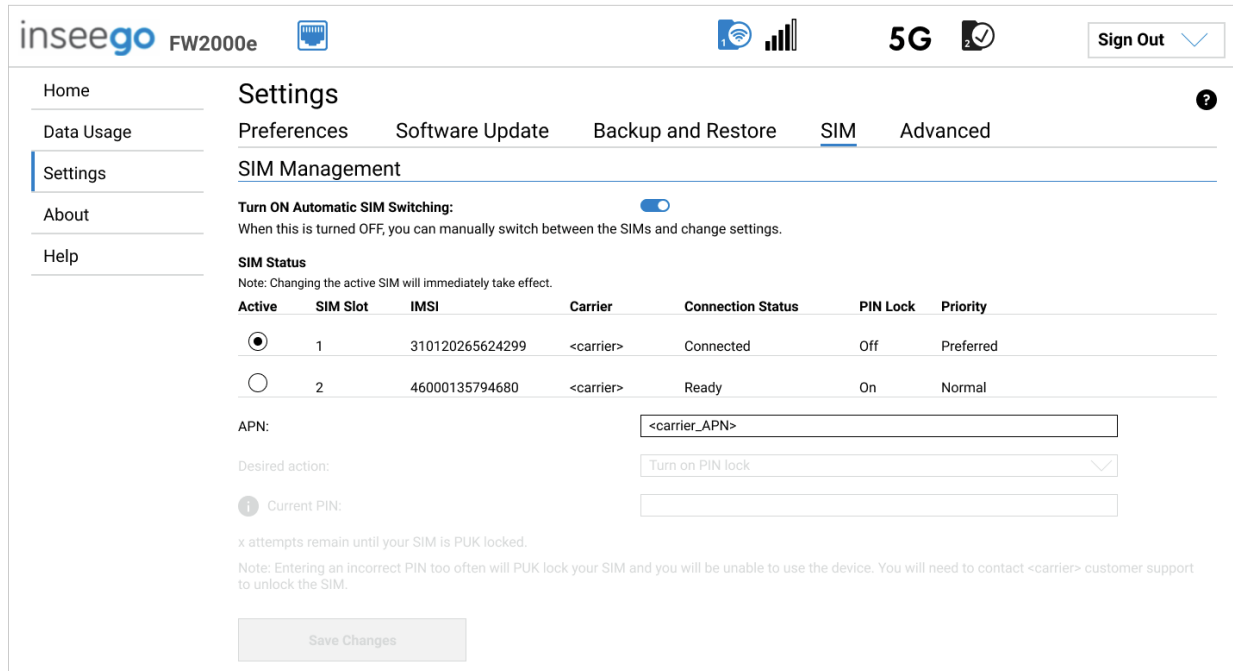 inseego FW2000e
1
5G
2
Sign Out
Home
Data Usage
Settings
About
Help
Settings
?
Preferences Software Update Backup and Restore SIM Advanced
SIM Management
Turn ON Automatic SIM Switching:
When this is turned OFF, you can manually switch between the SIMs and change settings.
SIM Status
Note: Changing the active SIM will immediately take effect.
Active SIM Slot IMSI Carrier Connection Status PIN Lock Priority
1 310120265624299 <carrier> Connected Off Preferred
2 46000135794680 <carrier> Ready On Normal
APN: <carrier_APN>
Desired action: Turn on PIN lock
i Current PIN:
x attempts remain until your SIM is PUK locked.
Note: Entering an incorrect PIN too often will PUK lock your SIM and you will be unable to use the device. You will need to contact <carrier> customer support
to unlock the SIM.
Save Changes